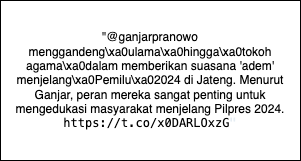 "@ganjarpranowo
menggandeng\xa0ulama\xa0hingga\xa0tokoh
agama\xa0dalam memberikan suasana 'adem'
menjelang\xa0Pemilu\xa02024 di Jateng. Menurut
Ganjar, peran mereka sangat penting untuk
mengedukasi masyarakat menjelang Pilpres 2024.
https://t.co/x0DARLOxzG